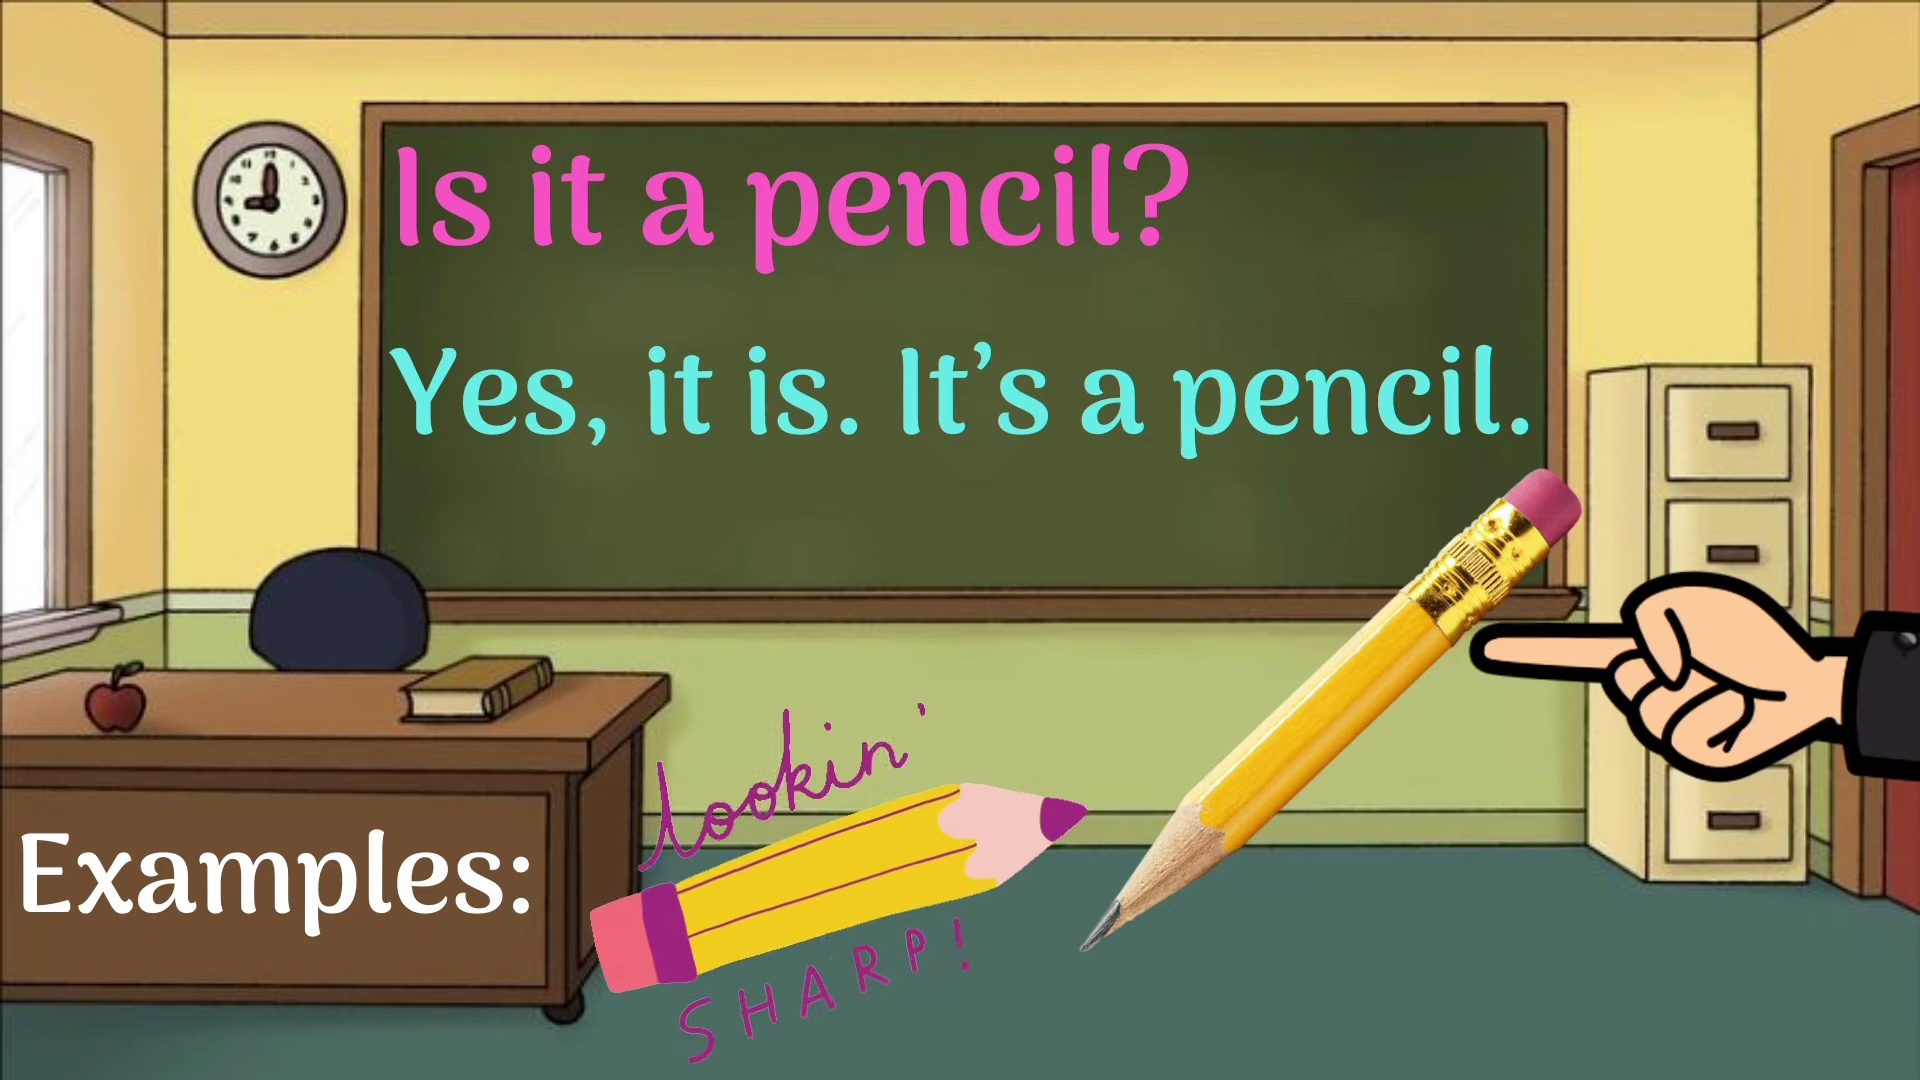 Is it a pencil?
Yes, it is. It’s a pencil.
lookin'
SHARP!
Examples: